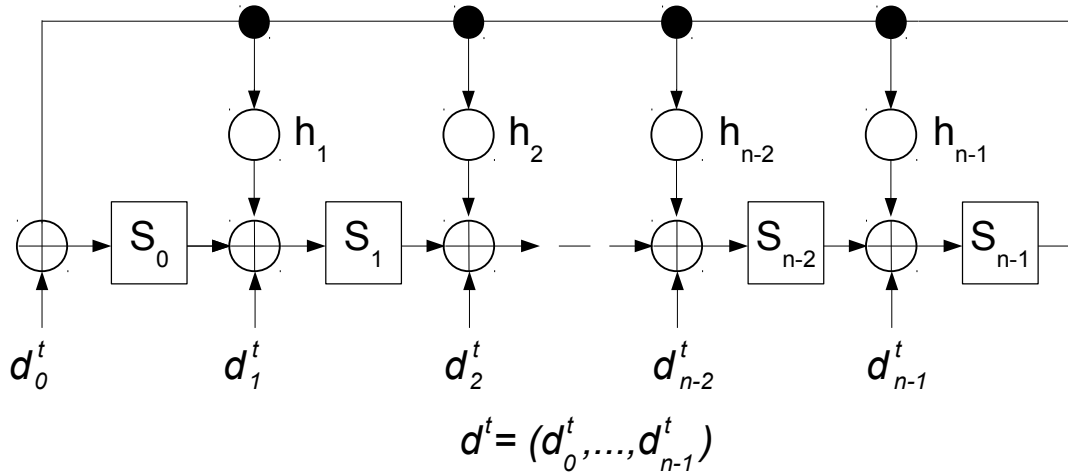 h₁ h₂ hₙ₋₂ hₙ₋₁
S₀ S₁ Sₙ₋₂ Sₙ₋₁
d₀ᵗ d₁ᵗ d₂ᵗ dₙ₋₂ᵗ dₙ₋₁ᵗ
dᵗ = (d₀ᵗ,...,dₙ₋₁ᵗ)